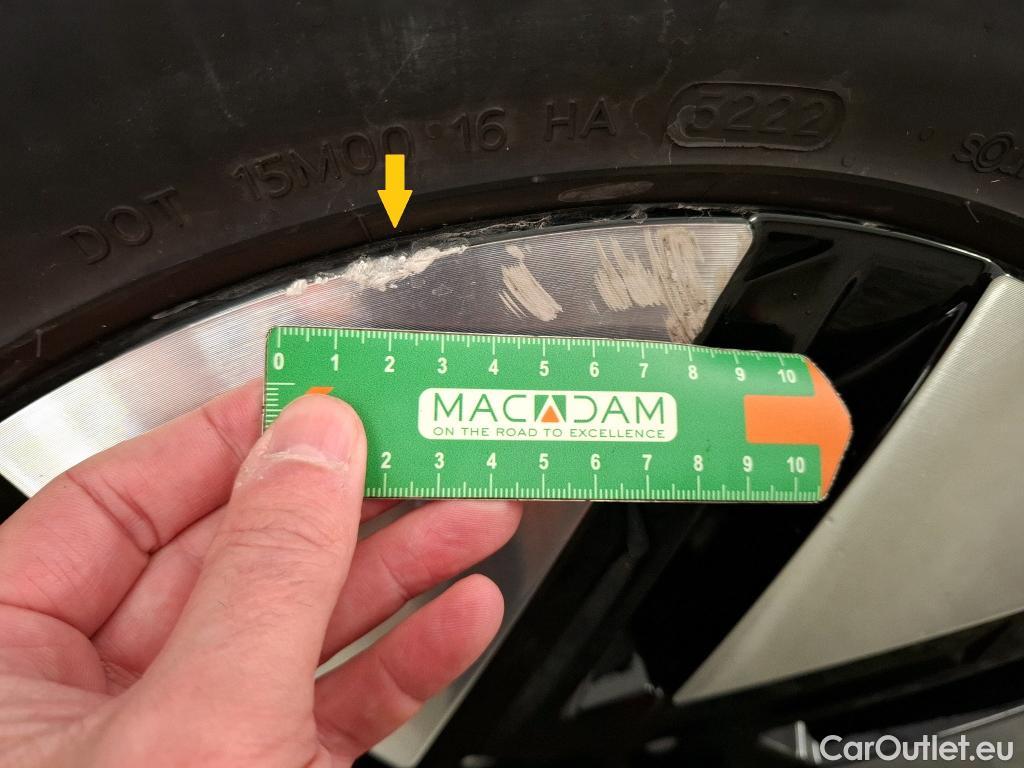 DOT 15M00 16 HA 5222
0 1 2 3 4 5 6 7 8 9 10
MACADAM
ON THE ROAD TO EXCELLENCE
2 3 4 5 6 7 8 9 10
CarOutlet.eu